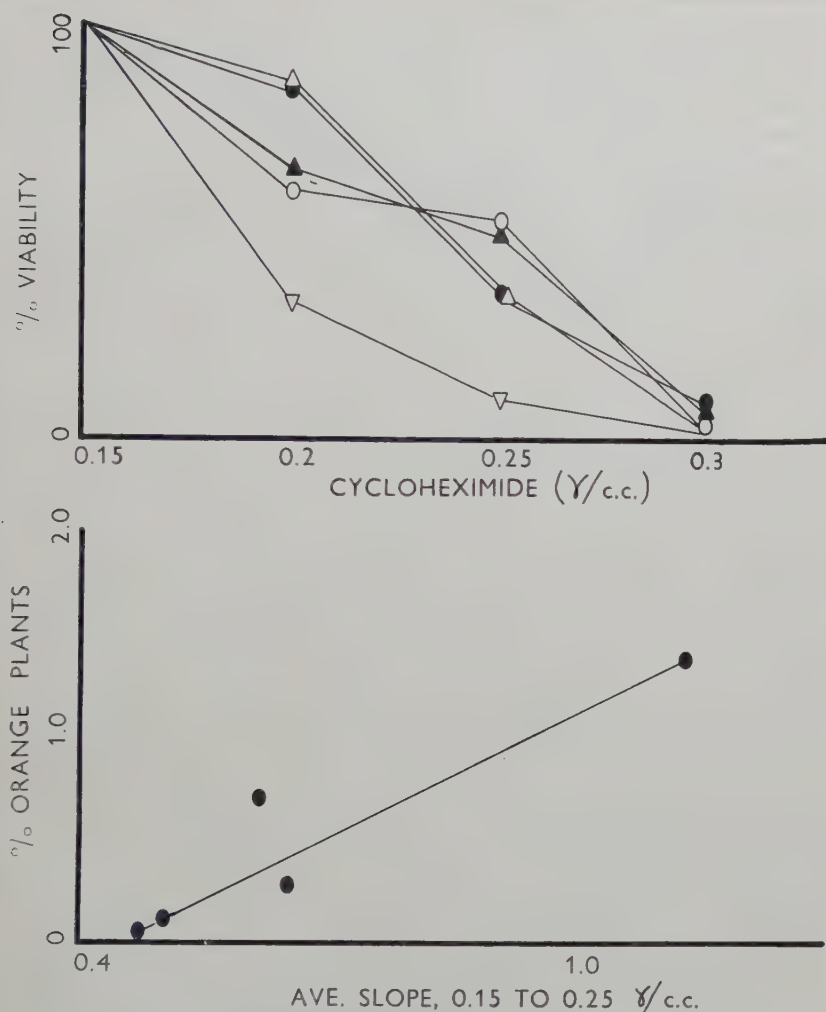 100
% VIABILITY
0
0.15 0.2 0.25 0.3
CYCLOHEXIMIDE (γ/c.c.)
2.0
% ORANGE PLANTS
1.0
0
0.4 1.0
AVE. SLOPE, 0.15 TO 0.25 γ/c.c.